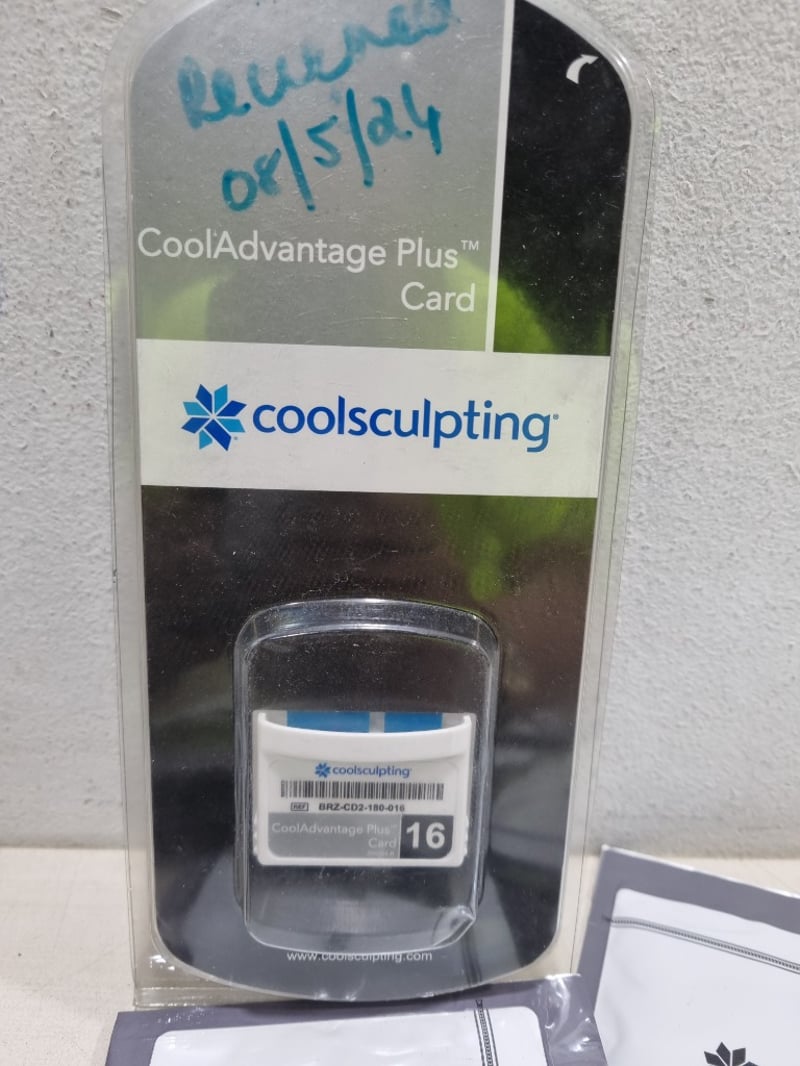 Received
08/5/24
CoolAdvantage Plus™
Card
coolsculpting®
coolsculpting
REF BRZ-CD2-180-016
CoolAdvantage Plus™
Card
16
www.coolsculpting.com